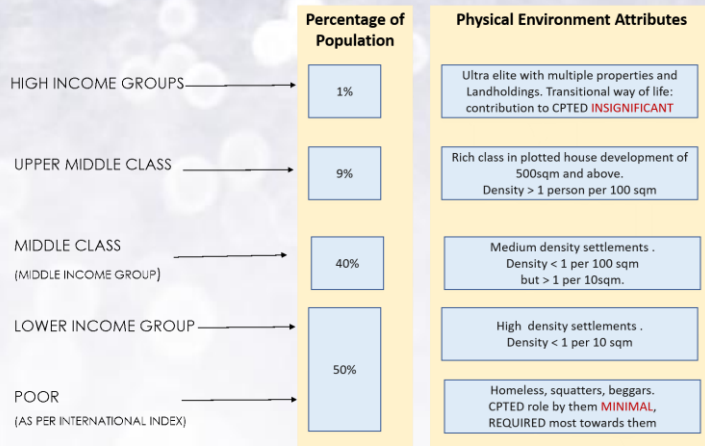 Percentage of
Population
Physical Environment Attributes
HIGH INCOME GROUPS
1%
Ultra elite with multiple properties and
Landholdings. Transitional way of life:
contribution to CPTED INSIGNIFICANT
UPPER MIDDLE CLASS
9%
Rich class in plotted house development of
500sqm and above.
Density > 1 person per 100 sqm
MIDDLE CLASS
(MIDDLE INCOME GROUP)
40%
Medium density settlements .
Density < 1 per 100 sqm
but > 1 per 10sqm.
LOWER INCOME GROUP
High density settlements .
Density < 1 per 10 sqm
50%
POOR
(AS PER INTERNATIONAL INDEX)
Homeless, squatters, beggars.
CPTED role by them MINIMAL,
REQUIRED most towards them